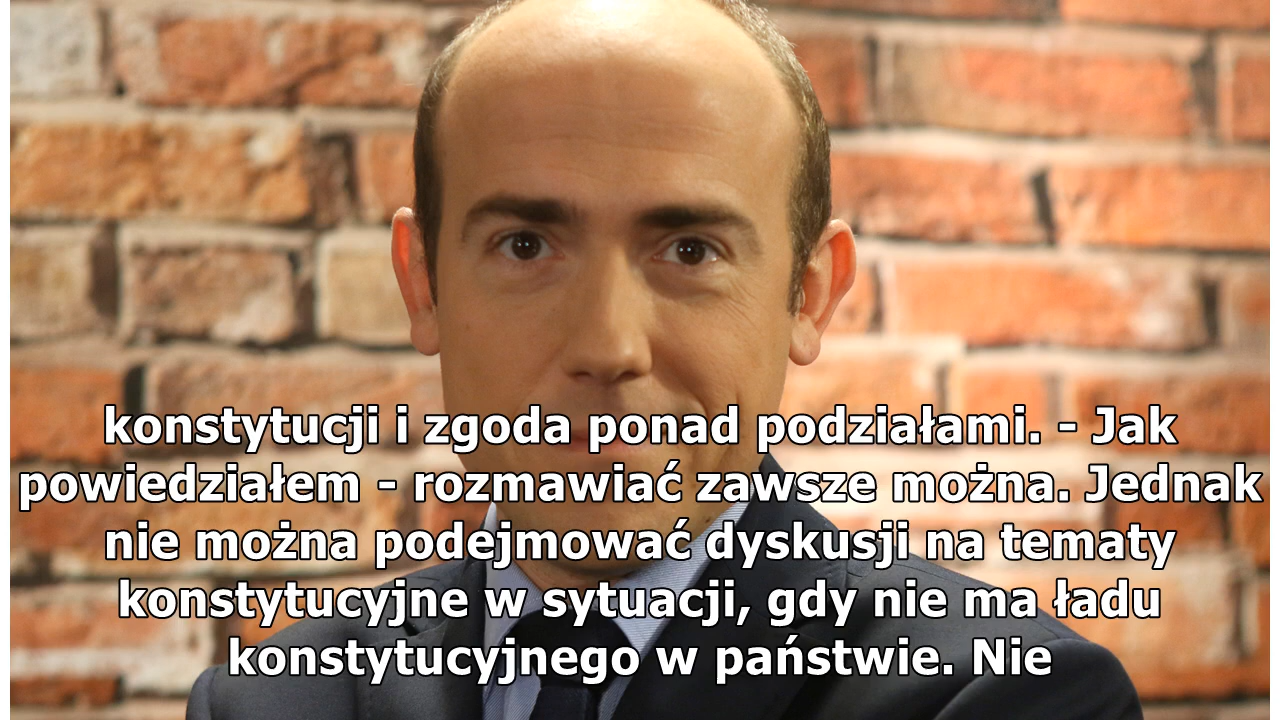 konstytucji i zgoda ponad podziałami. - Jak
powiedziałem - rozmawiać zawsze można. Jednak
nie można podejmować dyskusji na tematy
konstytucyjne w sytuacji, gdy nie ma ładu
konstytucyjnego w państwie. Nie